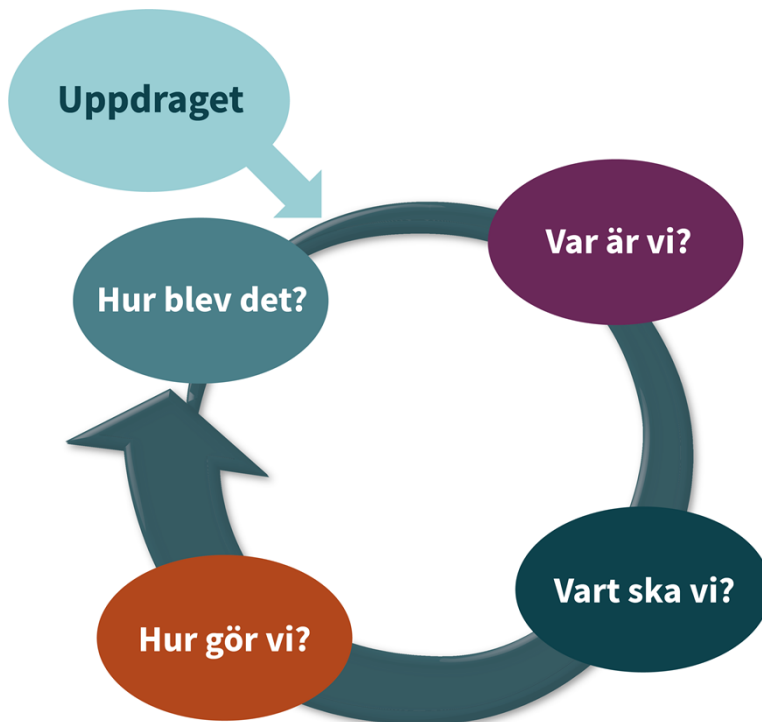 Uppdraget
Var är vi?
Hur blev det?
Vart ska vi?
Hur gör vi?